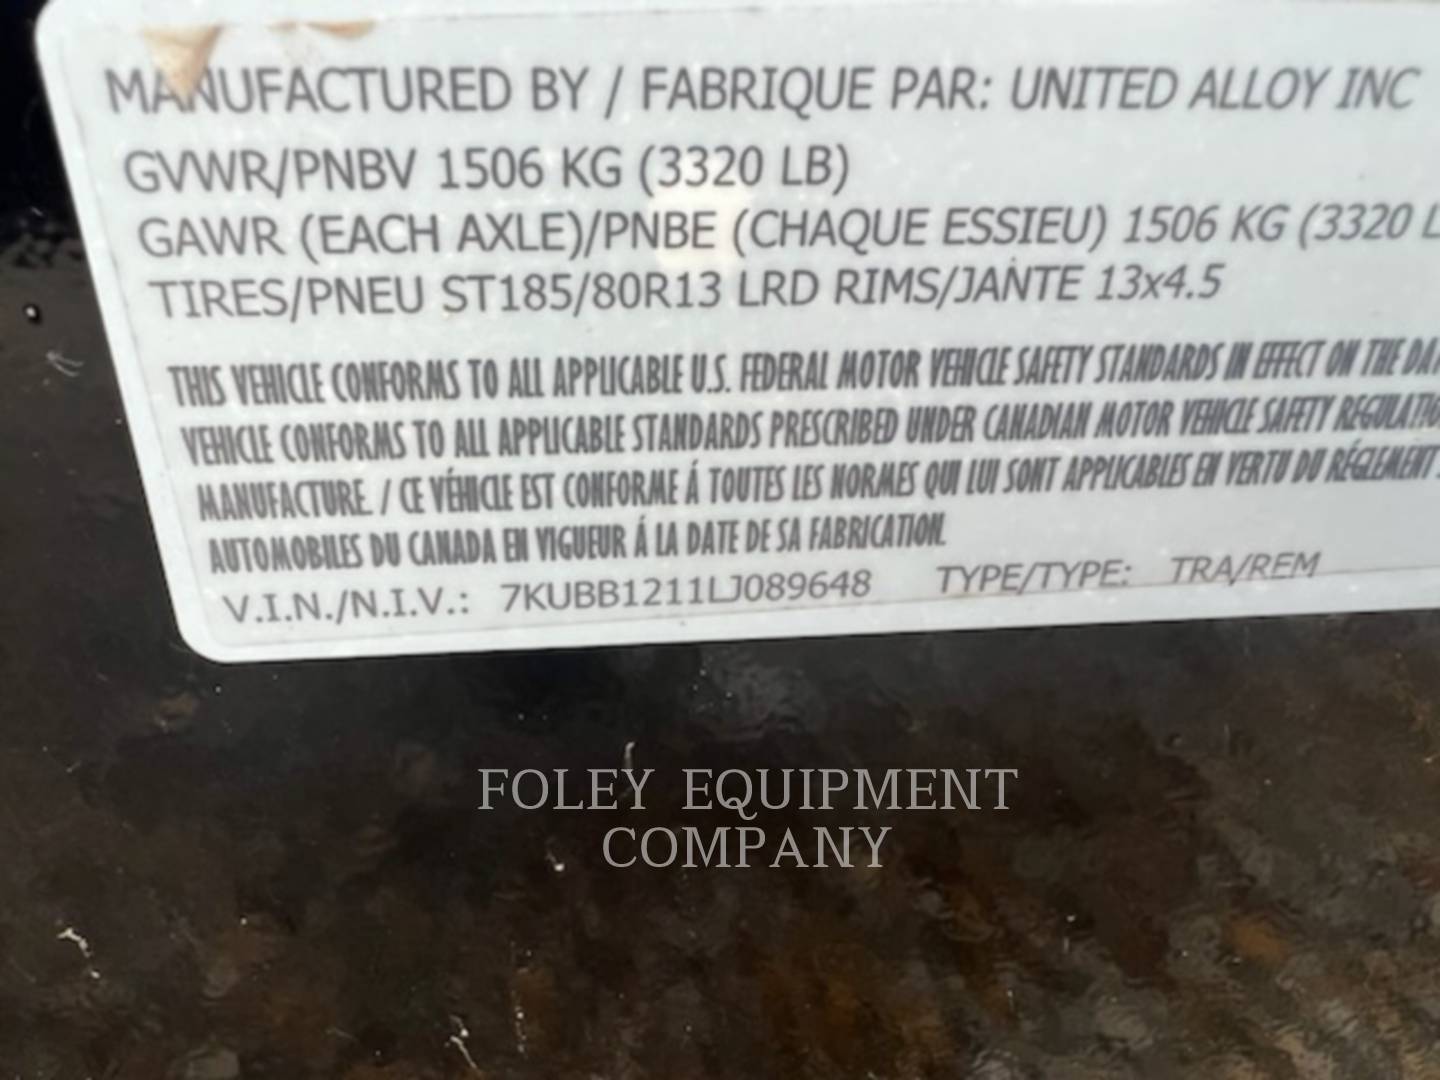 MANUFACTURED BY / FABRIQUE PAR: UNITED ALLOY INC
GVWR/PNBV 1506 KG (3320 LB)
GAWR (EACH AXLE)/PNBE (CHAQUE ESSIEU) 1506 KG (3320 L
TIRES/PNEU ST185/80R13 LRD RIMS/JANTE 13x4.5
THIS VEHICLE CONFORMS TO ALL APPLICABLE U.S. FEDERAL MOTOR VEHICLE SAFETY STANDARDS IN EFFECT ON THE DA
VEHICLE CONFORMS TO ALL APPLICABLE STANDARDS PRESCRIBED UNDER CANADIAN MOTOR VEHICLE SAFETY REGULATIO
MANUFACTURE. / CE VÉHICLE EST CONFORME Á TOUTES LES NORMES QUI LUI SONT APPLICABLES EN VERTU DU RÉGLEMENT
AUTOMOBILES DU CANADA EN VIGUEUR Á LA DATE DE SA FABRICATION.
V.I.N./N.I.V.: 7KUBB1211LJ089648 TYPE/TYPE: TRA/REM
FOLEY EQUIPMENT
COMPANY